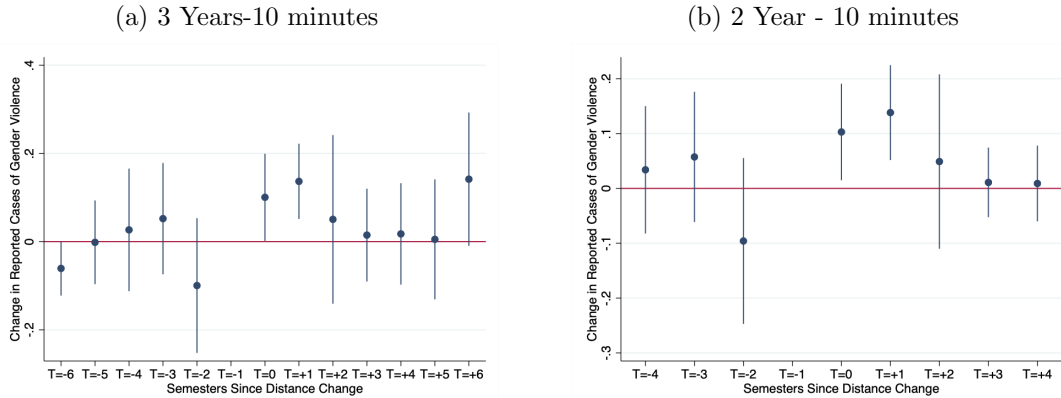 (a) 3 Years-10 minutes
(b) 2 Year - 10 minutes
Change in Reported Cases of Gender Violence
.4
.2
0
-.2
T=-6 T=-5 T=-4 T=-3 T=-2 T=-1 T=0 T=+1 T=+2 T=+3 T=+4 T=+5 T=+6
Semesters Since Distance Change
Change in Reported Cases of Gender Violence
.2
.1
0
-.1
-.2
-.3
T=-4 T=-3 T=-2 T=-1 T=0 T=+1 T=+2 T=+3 T=+4
Semesters Since Distance Change